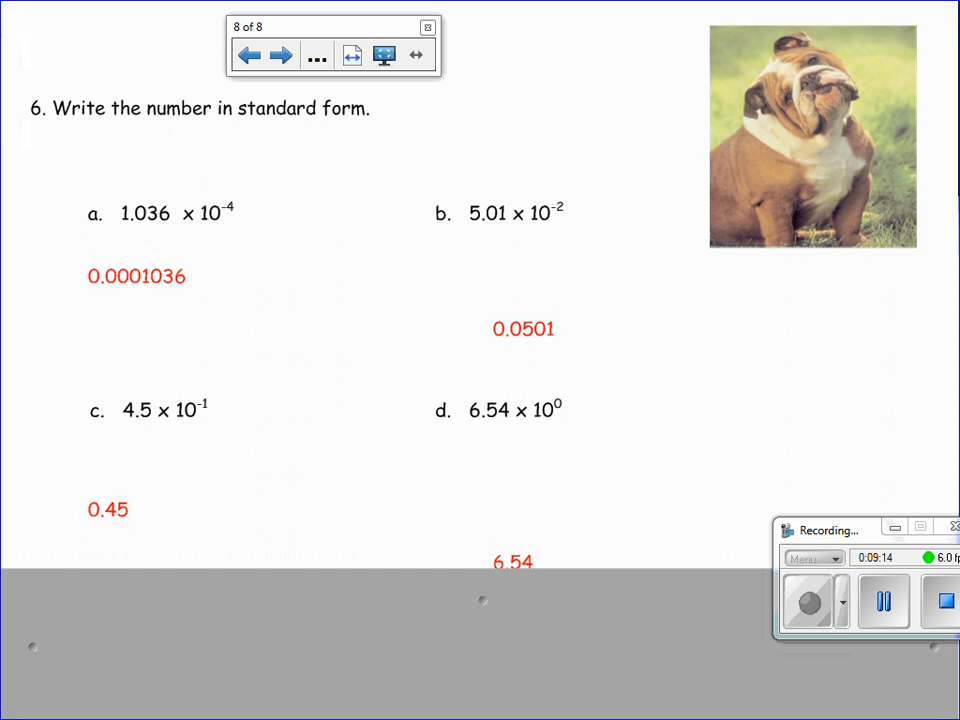 8 of 8
6. Write the number in standard form.
a. 1.036 x 10⁻⁴
b. 5.01 x 10⁻²
0.0001036
0.0501
c. 4.5 x 10⁻¹
d. 6.54 x 10⁰
0.45
6.54
Recording...
Menu
0:09:14
6.0 fp